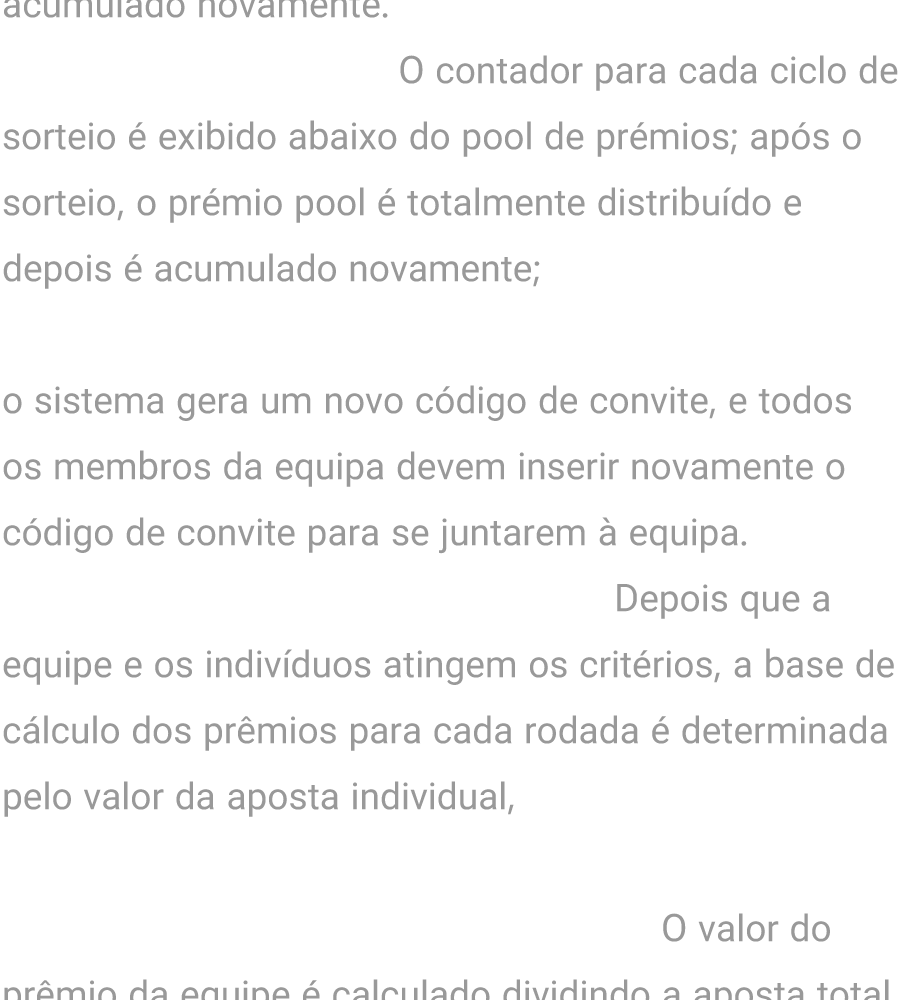 acumulado novamente.
O contador para cada ciclo de
sorteio é exibido abaixo do pool de prémios; após o
sorteio, o prémio pool é totalmente distribuído e
depois é acumulado novamente;
o sistema gera um novo código de convite, e todos
os membros da equipa devem inserir novamente o
código de convite para se juntarem à equipa.
Depois que a
equipe e os indivíduos atingem os critérios, a base de
cálculo dos prêmios para cada rodada é determinada
pelo valor da aposta individual,
O valor do
prêmio da equipe é calculado dividindo a aposta total